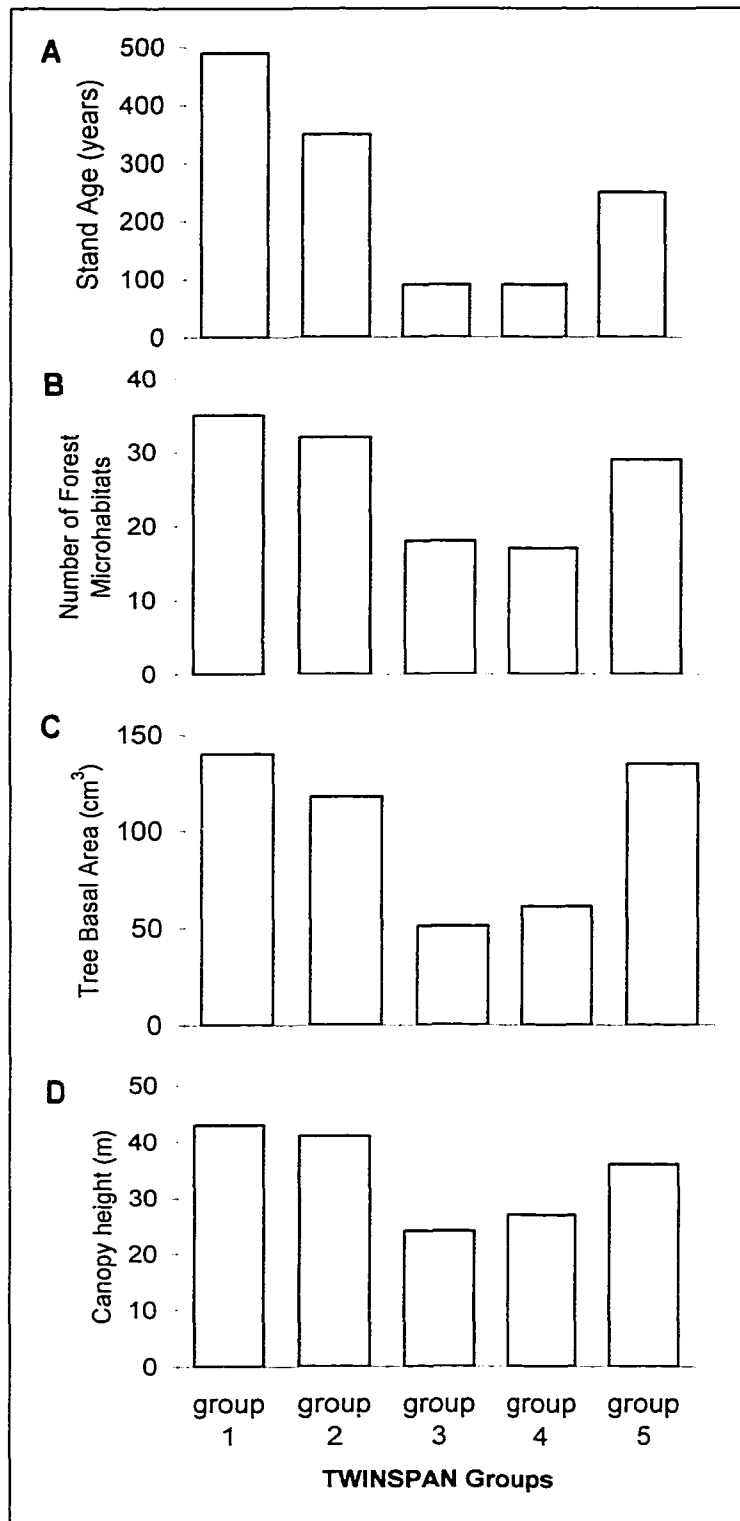 A
Stand Age (years)
500
400
300
200
100
0
B
Number of Forest
Microhabitats
40
30
20
10
0
C
Tree Basal Area (cm³)
150
100
50
0
D
Canopy height (m)
50
40
30
20
10
0
group group group group group
1 2 3 4 5
TWINSPAN Groups